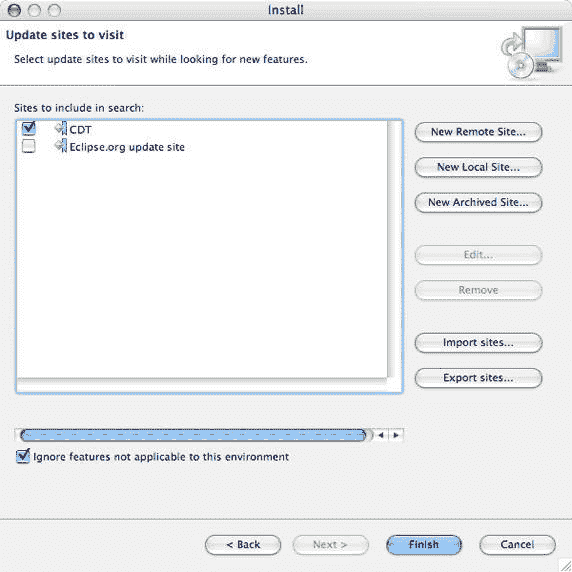 Install
Update sites to visit
Select update sites to visit while looking for new features.
Sites to include in search:
CDT
Eclipse.org update site
New Remote Site...
New Local Site...
New Archived Site...
Edit...
Remove
Import sites...
Export sites...
Ignore features not applicable to this environment
< Back
Next >
Finish
Cancel